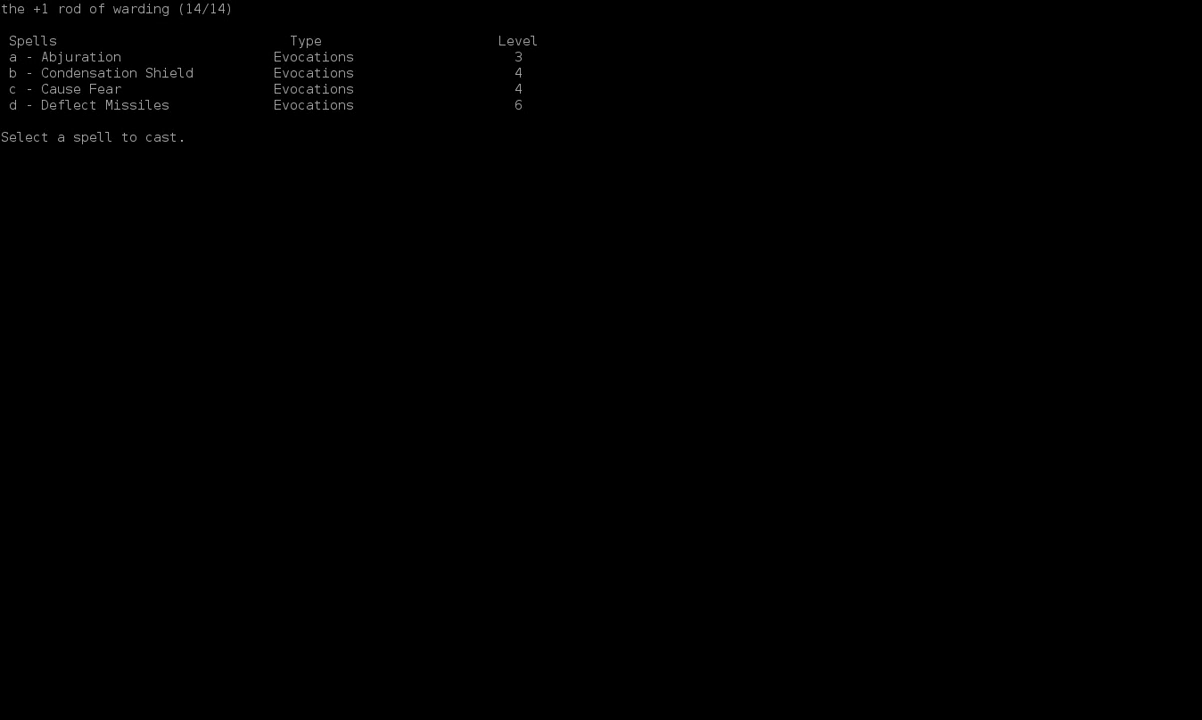 the +1 rod of warding (14/14)
Spells Type Level
a - Abjuration Evocations 3
b - Condensation Shield Evocations 4
c - Cause Fear Evocations 4
d - Deflect Missiles Evocations 6
Select a spell to cast.